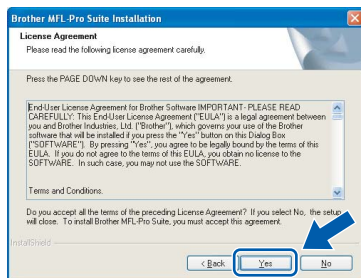 Brother MFL-Pro Suite Installation
License Agreement
Please read the following license agreement carefully.
Press the PAGE DOWN key to see the rest of the agreement.
End-User License Agreement for Brother Software IMPORTANT- PLEASE READ
CAREFULLY: This End-User License Agreement ("EULA") is a legal agreement between
you and Brother Industries, Ltd. ("Brother"), which governs your use of the Brother
software that will be installed if you press the "Yes" button on this Dialog Box
("SOFTWARE"). By pressing "Yes", you agree to be legally bound by the terms of this
EULA. If you do not agree to the terms of this EULA, you obtain no license to the
SOFTWARE. In such case, you may not use the SOFTWARE.
Terms and Conditions.
Do you accept all the terms of the preceding License Agreement? If you select No, the setup
will close. To install Brother MFL-Pro Suite, you must accept this agreement.
InstallShield
< Back
Yes
No